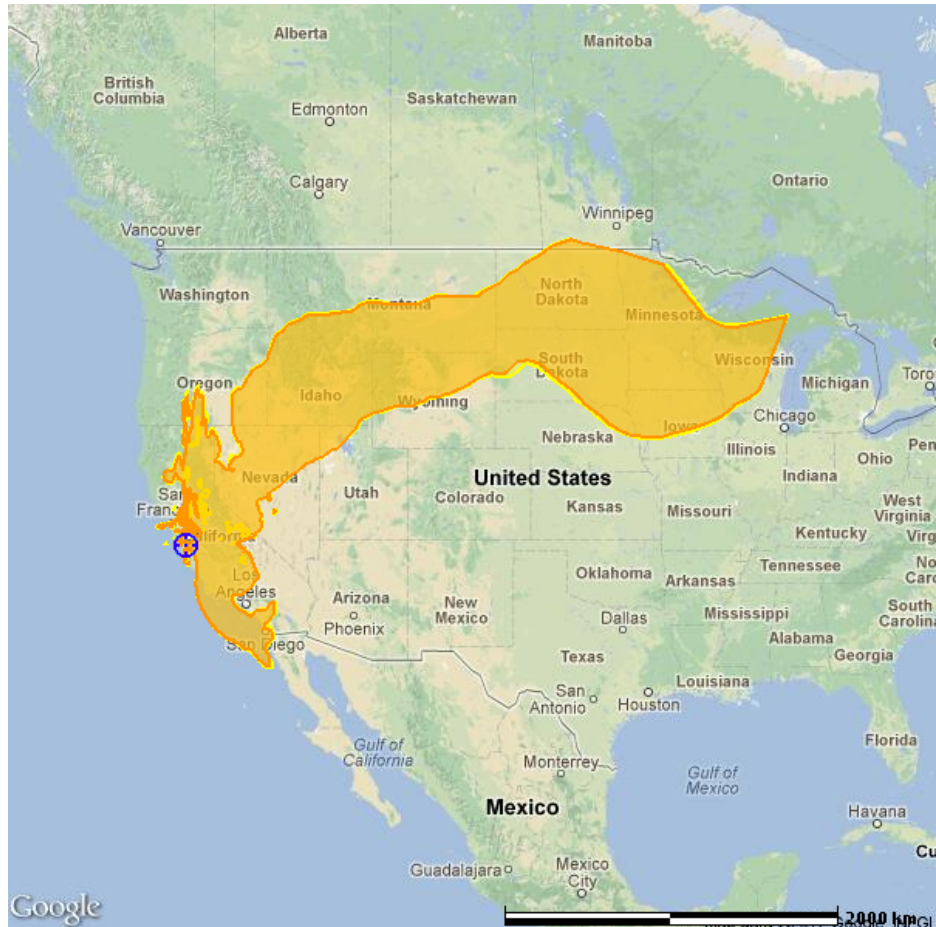 Alberta
Manitoba
British
Columbia
Saskatchewan
Edmonton
Calgary
Ontario
Winnipeg
Vancouver
Washington
Montana
North
Dakota
Minnesota
Oregon
Idaho
South
Dakota
Wisconsin
Wyoming
Michigan
Toro
Chicago
Nebraska
Iowa
Nevada
Illinois
Ohio
Pen
United States
Indiana
San
Fran
Utah
Colorado
Kansas
Missouri
West
Virginia
California
Kentucky
Virg
Los
Angeles
Oklahoma
Tennessee
No
Caro
Arizona
New
Mexico
Arkansas
Phoenix
Dallas
Mississippi
South
Carolina
San Diego
Alabama
Texas
Georgia
San
Antonio
Louisiana
Houston
Gulf of
California
Florida
Monterrey
Gulf of
Mexico
Mexico
Havana
Cu
Guadalajara
Mexico
City
Google
2000 km